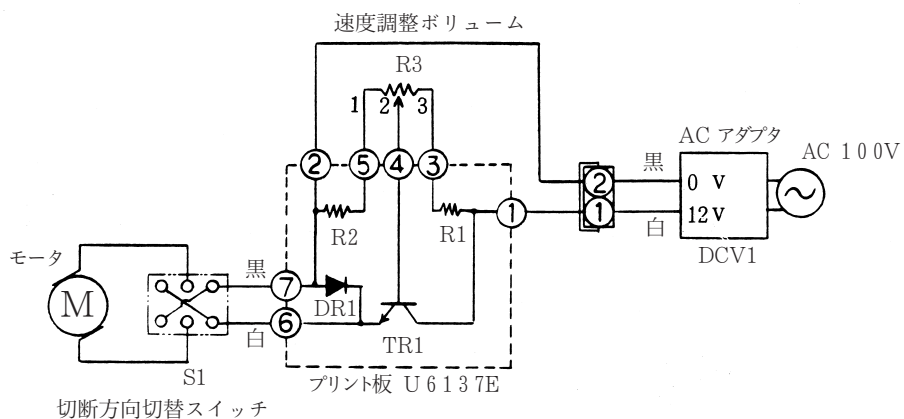 速度調整ボリューム
R3
1 2 3
AC アダプタ
AC 100V
② ⑤ ④ ③
黒
② 0 V
R2
R1
① ① 12V
白
DCV1
モータ
黒
M
⑦ DR1
⑥
白
TR1
S1
プリント板 U6137E
切断方向切替スイッチ